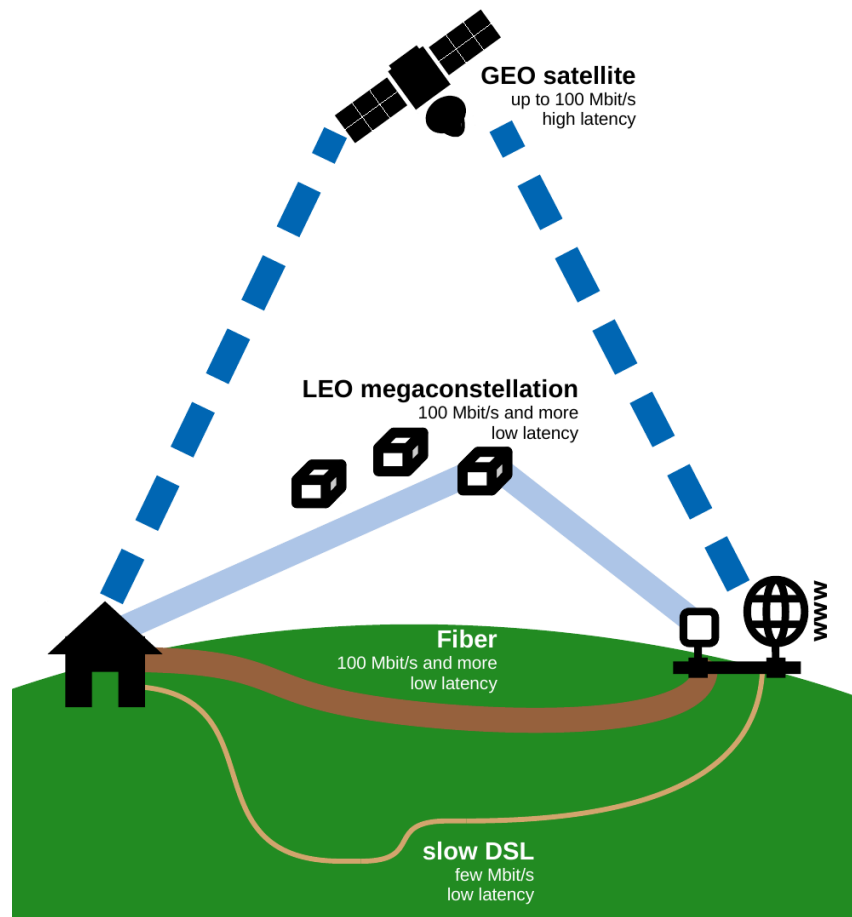 GEO satellite
up to 100 Mbit/s
high latency
LEO megaconstellation
100 Mbit/s and more
low latency
www
Fiber
100 Mbit/s and more
low latency
slow DSL
few Mbit/s
low latency